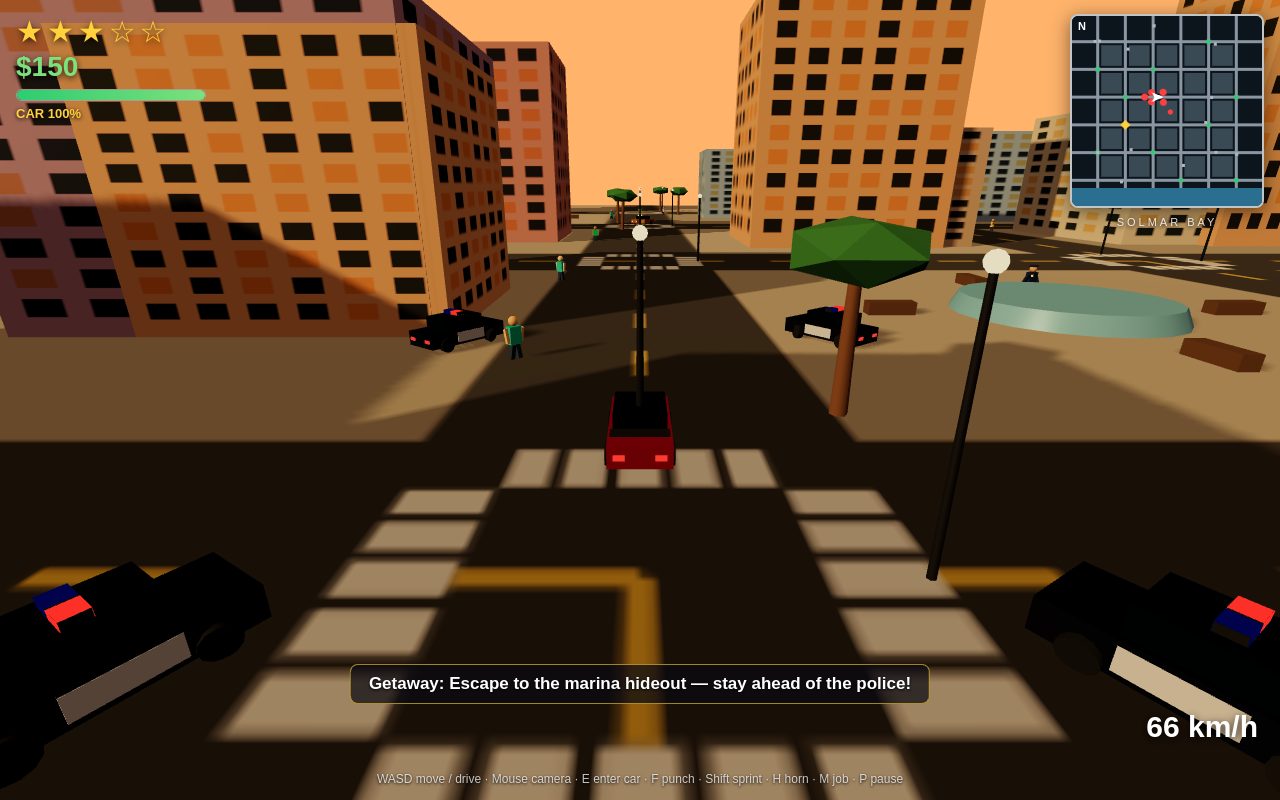 ★★★☆☆
$150
CAR 100%
N
SOLMAR BAY
Getaway: Escape to the marina hideout — stay ahead of the police!
66 km/h
WASD move / drive · Mouse camera · E enter car · F punch · Shift sprint · H horn · M job · P pause